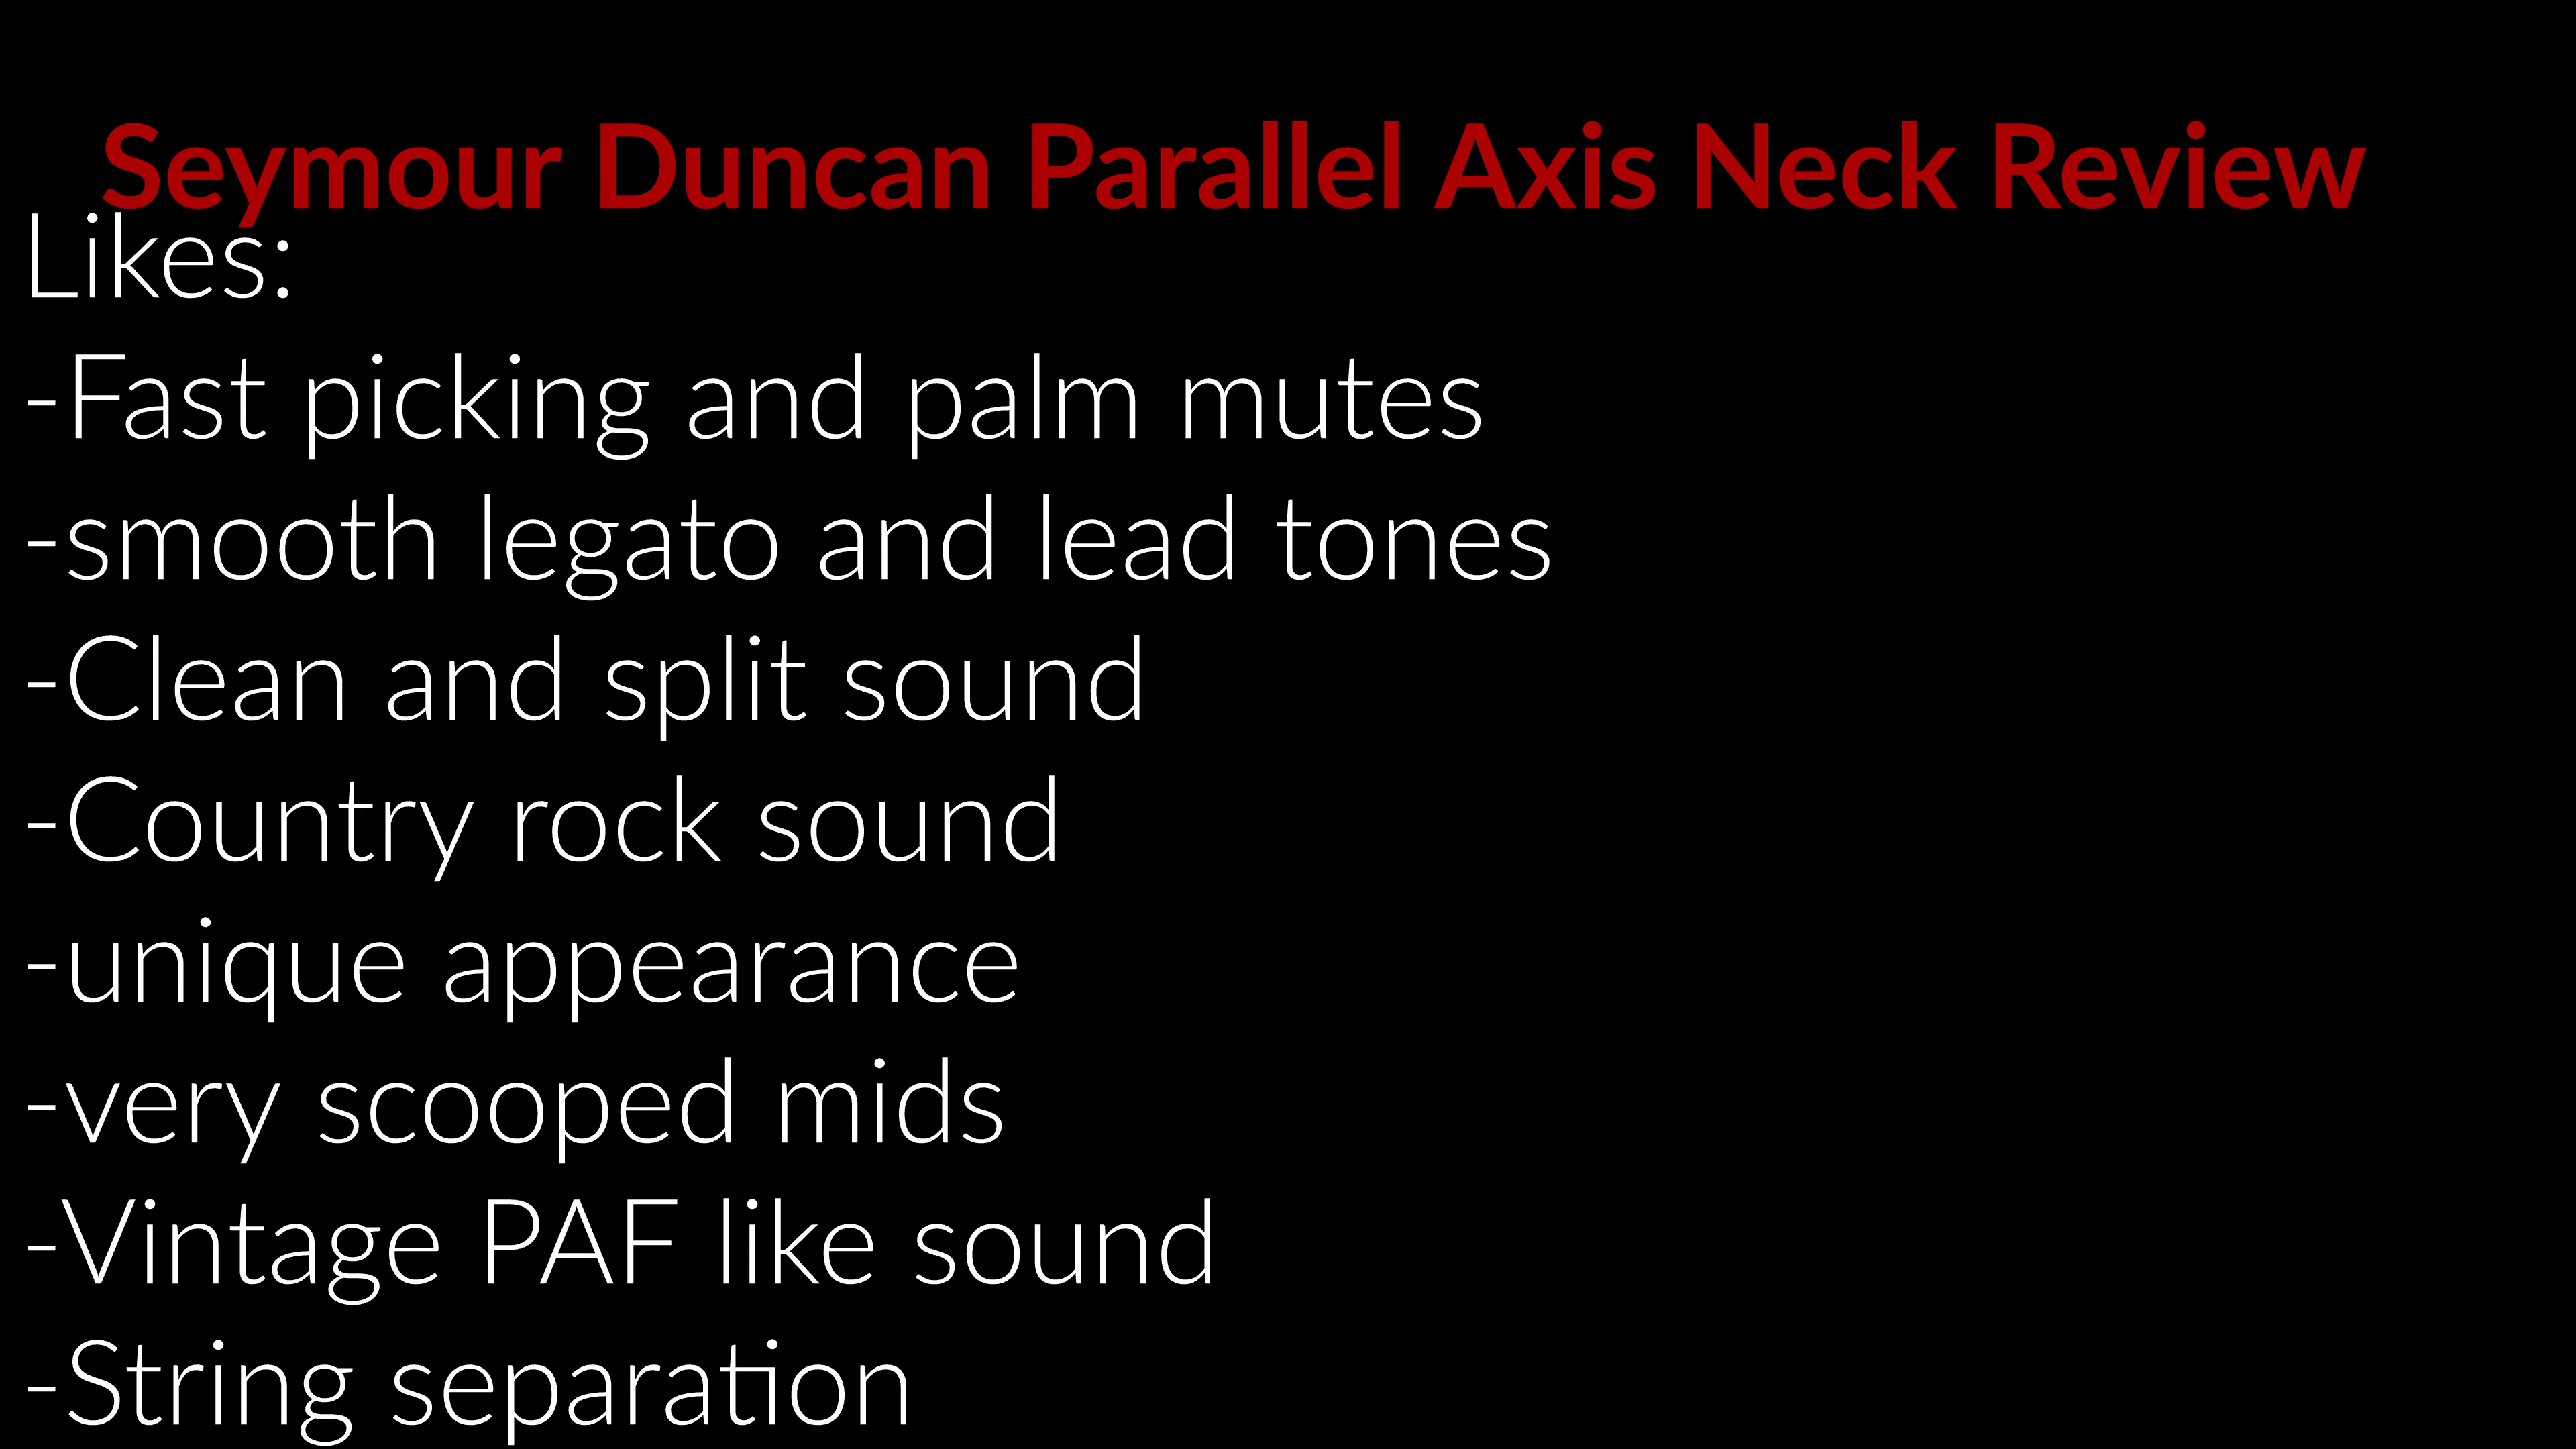 Seymour Duncan Parallel Axis Neck Review
Likes:
-Fast picking and palm mutes
-smooth legato and lead tones
-Clean and split sound
-Country rock sound
-unique appearance
-very scooped mids
-Vintage PAF like sound
-String separation